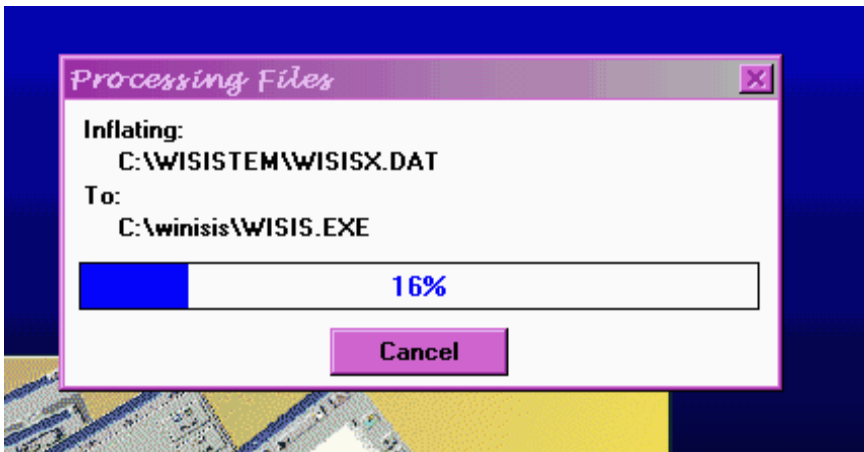 Processing Files
Inflating:
C:\WISISTEM\WISISX.DAT
To:
C:\winisis\WISIS.EXE
16%
Cancel